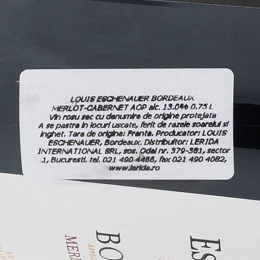 LOUIS ESCHENAUER BORDEAUX
MERLOT-CABERNET AOP alc. 13.0% 0.75 L
Vin rosu sec cu denumire de origine protejata
A se pastra in locuri uscate, ferit de razele soarelui si
inghet. Tara de origine: Franta. Producator: LOUIS
ESCHENAUER, Bordeaux. Distribuitor: LERIDA
INTERNATIONAL SRL, sos. Odai nr. 379-381, sector
1, Bucuresti. tel. 021 490 4488, fax 021 490 4082,
www.lerida.ro
ES
BO
MER